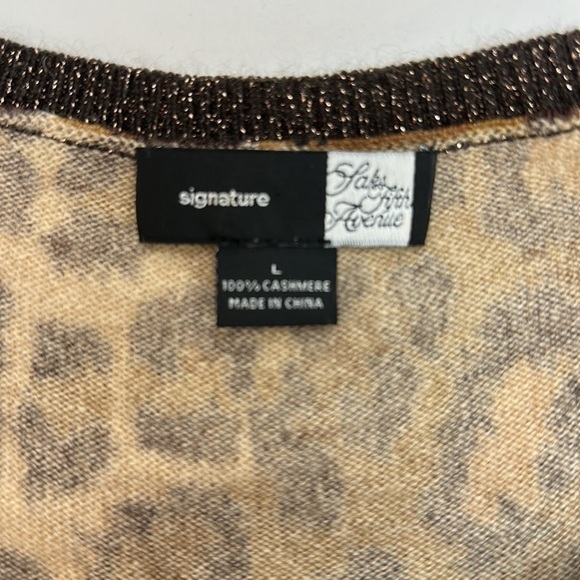 signature
Saks
Fifth
Avenue
L
100% CASHMERE
MADE IN CHINA